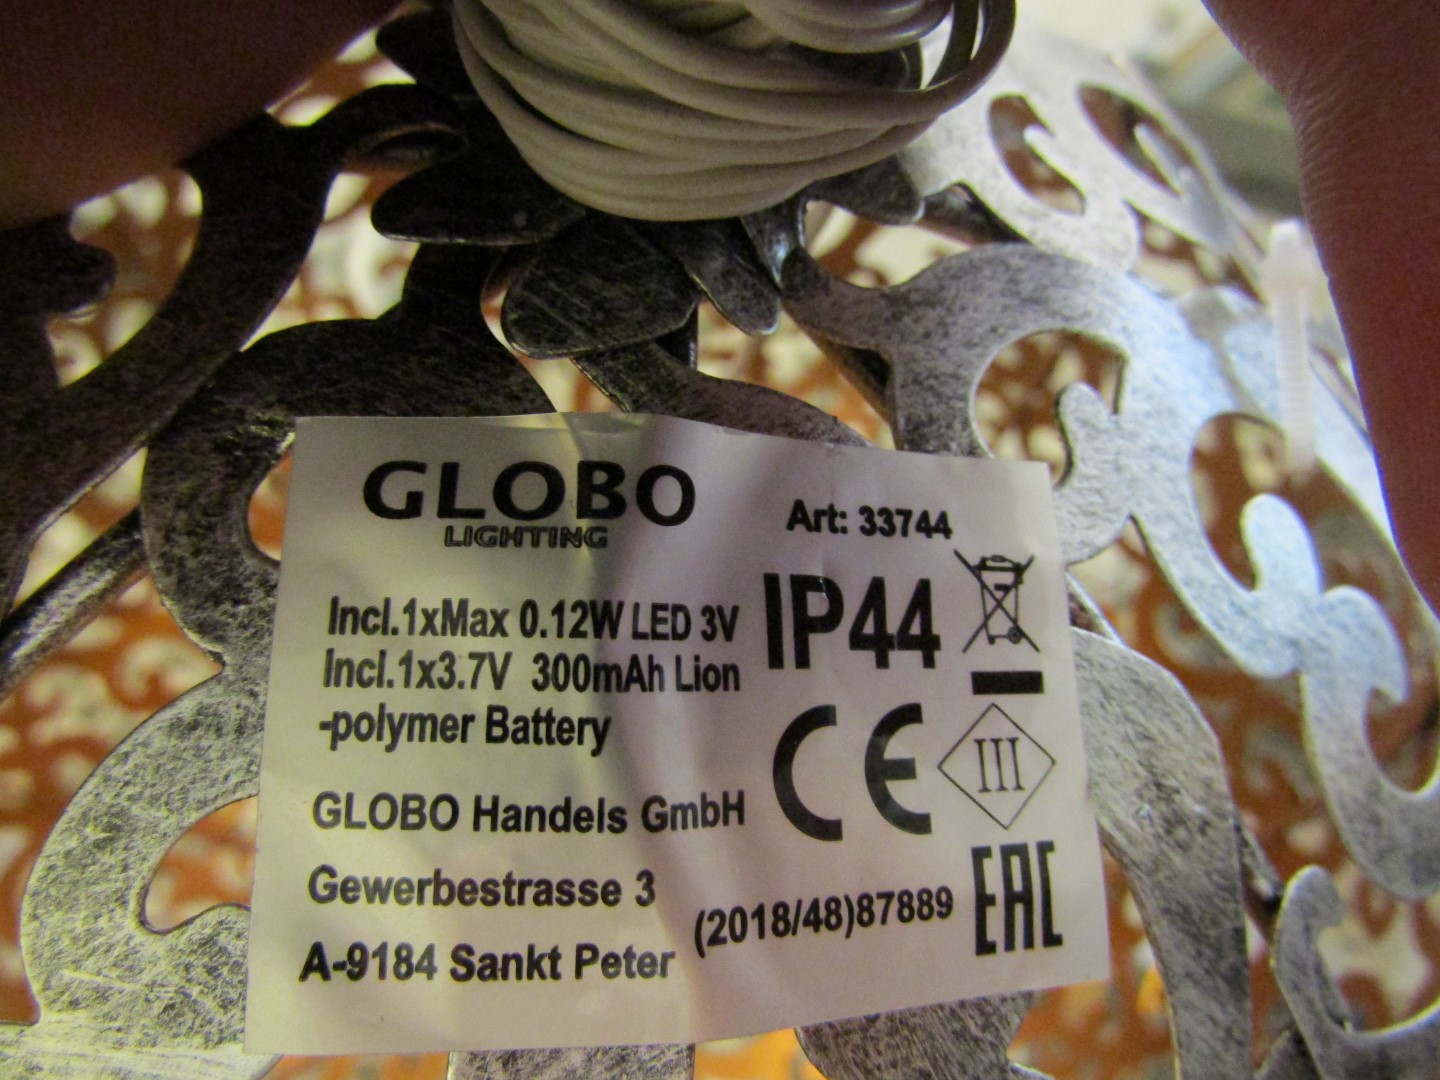 GLOBO
LIGHTING
Art: 33744
Incl.1xMax 0.12W LED 3V
Incl.1x3.7V 300mAh Lion
-polymer Battery
IP44
CE
III
GLOBO Handels GmbH
Gewerbestrasse 3
A-9184 Sankt Peter
(2018/48)87889
EAC